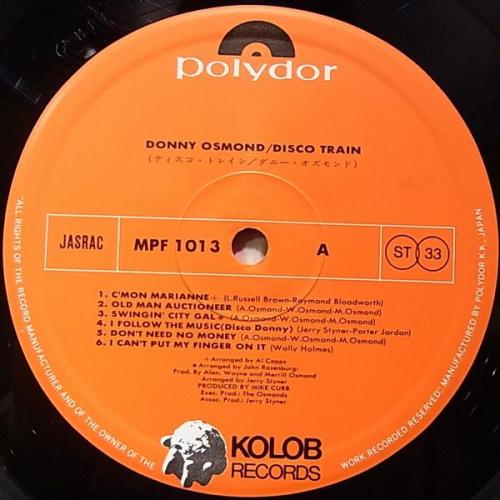 polydor
DONNY OSMOND/DISCO TRAIN
(ディスコ・トレイン/ダニー・オズモンド)
JASRAC MPF 1013 A ST 33
1. C'MON MARIANNE+ (L.Russell Brown-Raymond Bloodworth)
2. OLD MAN AUCTIONEER (A.Osmond-W.Osmond-M.Osmond)
3. SWINGIN' CITY GAL* (A.Osmond-W.Osmond-M.Osmond)
4. I FOLLOW THE MUSIC(Disco Donny) (Jerry Styner-Porter Jordan)
5. DON'T NEED NO MONEY (A.Osmond-W.Osmond-M.Osmond)
6. I CAN'T PUT MY FINGER ON IT (Wally Holmes)
+Arranged by Al Capps
*Arranged by John Rosenburg:
Prod. By Alan, Wayne and Merrill Osmond
Arranged by Jerry Styner
PRODUCED BY MIKE CURB
Exec. Prod.: The Osmonds
Assoc. Prod.: Jerry Styner
KOLOB
RECORDS
"ALL RIGHTS OF THE RECORD MANUFACTURER AND OF THE OWNER OF THE
WORK RECORDED RESERVED." MANUFACTURED BY POLYDOR K.K., JAPAN